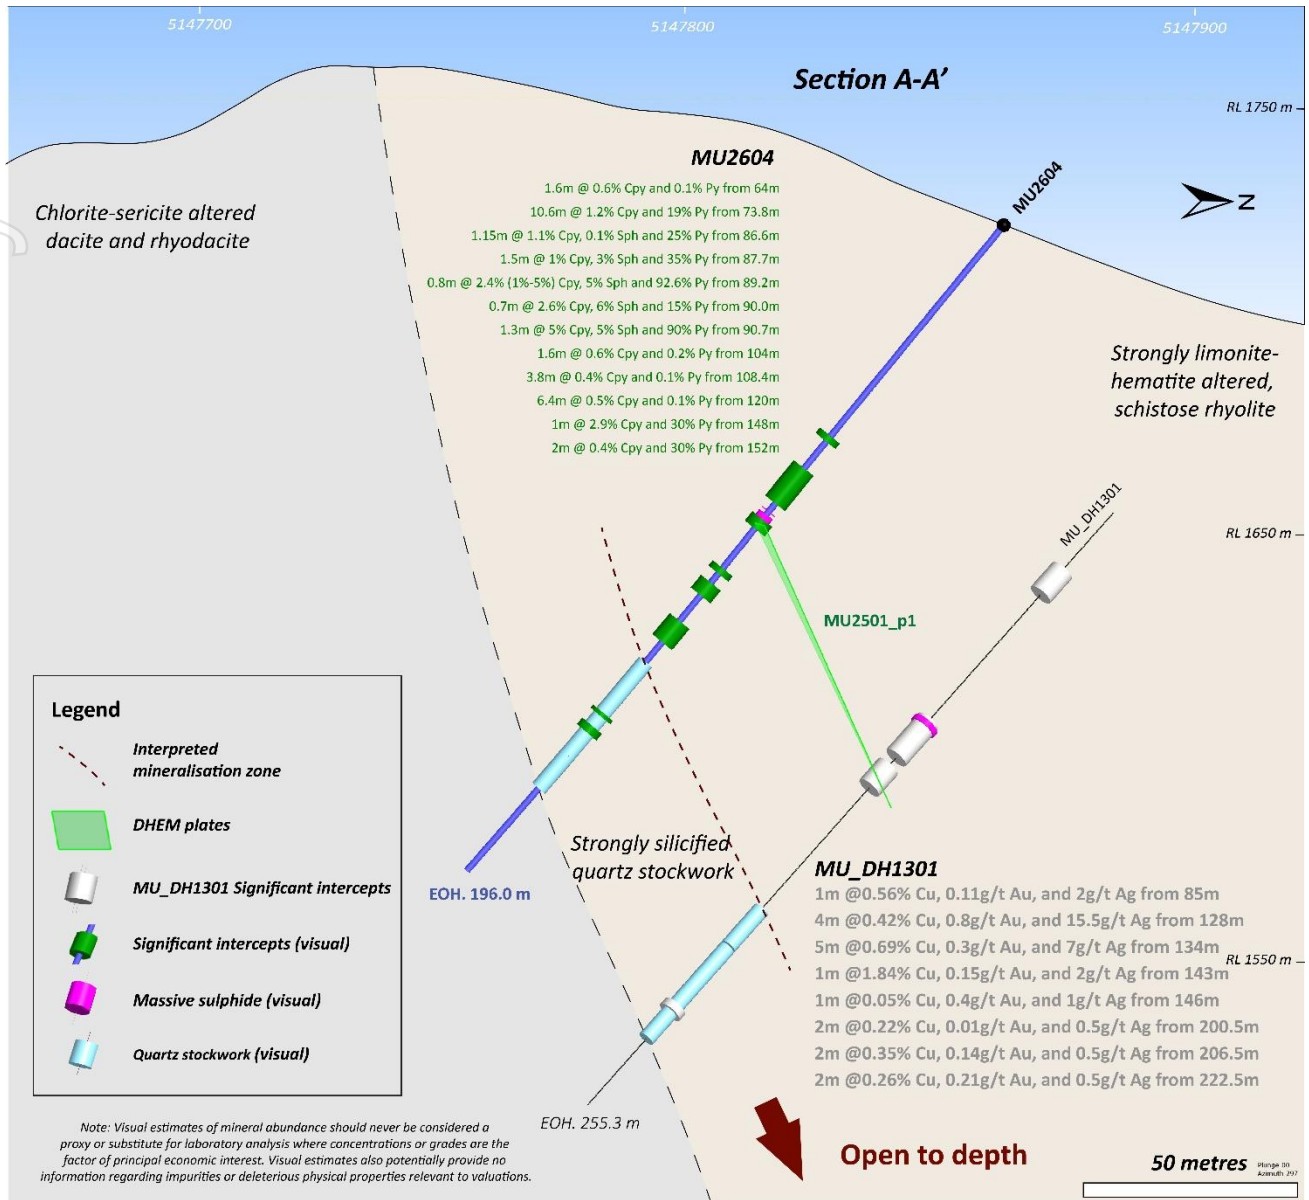 5147700
5147800
5147900
Section A-A'
RL 1750 m
MU2604
MU2604
N
1.6m @ 0.6% Cpy and 0.1% Py from 64m
10.6m @ 1.2% Cpy and 19% Py from 73.8m
1.15m @ 1.1% Cpy, 0.1% Sph and 25% Py from 86.6m
1.5m @ 1% Cpy, 3% Sph and 35% Py from 87.7m
0.8m @ 2.4% (1%-5%) Cpy, 5% Sph and 92.6% Py from 89.2m
0.7m @ 2.6% Cpy, 6% Sph and 15% Py from 90.0m
1.3m @ 5% Cpy, 5% Sph and 90% Py from 90.7m
1.6m @ 0.6% Cpy and 0.2% Py from 104m
3.8m @ 0.4% Cpy and 0.1% Py from 108.4m
6.4m @ 0.5% Cpy and 0.1% Py from 120m
1m @ 2.9% Cpy and 30% Py from 148m
2m @ 0.4% Cpy and 30% Py from 152m
Chlorite-sericite altered
dacite and rhyodacite
Strongly limonite-
hematite altered,
schistose rhyolite
MU_DH1301
RL 1650 m
MU2501_p1
Legend
Interpreted
mineralisation zone
DHEM plates
MU_DH1301 Significant intercepts
Significant intercepts (visual)
Massive sulphide (visual)
Quartz stockwork (visual)
Strongly silicified
quartz stockwork
EOH. 196.0 m
MU_DH1301
1m @0.56% Cu, 0.11g/t Au, and 2g/t Ag from 85m
4m @0.42% Cu, 0.8g/t Au, and 15.5g/t Ag from 128m
5m @0.69% Cu, 0.3g/t Au, and 7g/t Ag from 134m
1m @1.84% Cu, 0.15g/t Au, and 2g/t Ag from 143m
1m @0.05% Cu, 0.4g/t Au, and 1g/t Ag from 146m
2m @0.22% Cu, 0.01g/t Au, and 0.5g/t Ag from 200.5m
2m @0.35% Cu, 0.14g/t Au, and 0.5g/t Ag from 206.5m
2m @0.26% Cu, 0.21g/t Au, and 0.5g/t Ag from 222.5m
RL 1550 m
EOH. 255.3 m
Note: Visual estimates of mineral abundance should never be considered a
proxy or substitute for laboratory analysis where concentrations or grades are the
factor of principal economic interest. Visual estimates also potentially provide no
information regarding impurities or deleterious physical properties relevant to valuations.
Open to depth
50 metres
Plunge 00
Azimuth 297